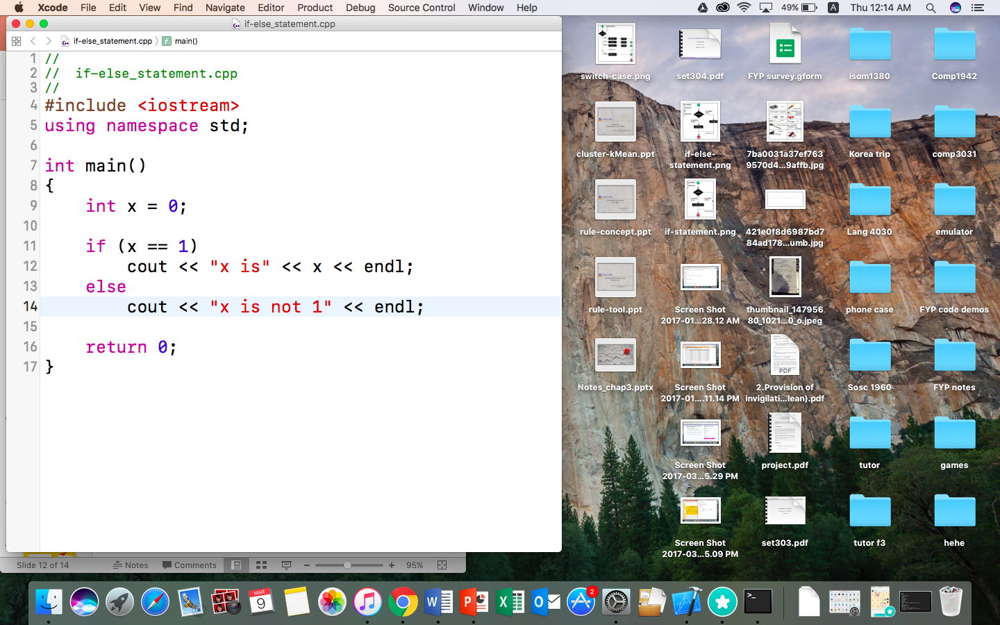 Xcode File Edit View Find Navigate Editor Product Debug Source Control Window Help 49% A Thu 12:14 AM
if-else_statement.cpp
if-else_statement.cpp main()
1 //
2 //  if-else_statement.cpp
3 //
4 #include <iostream>
5 using namespace std;
6
7 int main()
8 {
9     int x = 0;
10
11     if (x == 1)
12         cout << "x is" << x << endl;
13     else
14         cout << "x is not 1" << endl;
15
16     return 0;
17 }
Slide 12 of 14 Notes Comments 95%
switch-case.png
set304.pdf
FYP survey.gform
isom1380
Comp1942
cluster-kMean.ppt
if-else-
statement.png
7ba0031a37ef763
9570d4...9affb.jpg
Korea trip
comp3031
rule-concept.ppt
if-statement.png
421e0f8d6987bd7
84ad178...umb.jpg
Lang 4030
emulator
rule-tool.ppt
Screen Shot
2017-01...28.12 AM
thumbnail_147956
80_1021...0_o.jpeg
phone case
FYP code demos
Notes_chap3.pptx
Screen Shot
2017-01....11.14 PM
PDF
2.Provision of
invigilati...lean).pdf
Sosc 1960
FYP notes
Screen Shot
2017-03...5.29 PM
project.pdf
tutor
games
Screen Shot
2017-03...5.09 PM
set303.pdf
tutor f3
hehe
MAR
9
W
P
X
O
2
>_